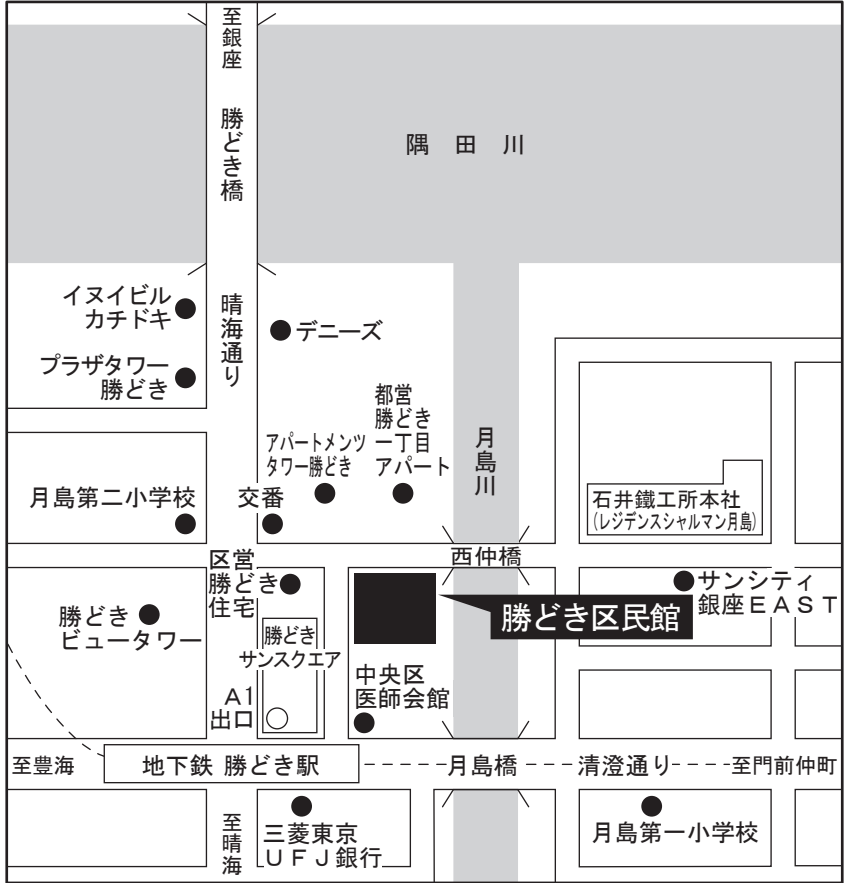 至銀座
勝どき橋
隅田川
イヌイビル
カチドキ
晴海通り
デニーズ
プラザタワー
勝どき
都営
勝どき
一丁目
アパート
アパートメンツ
タワー勝どき
月島川
月島第二小学校
交番
石井鐵工所本社
(レジデンスシャルマン月島)
西仲橋
区営
勝どき
住宅
サンシティ
銀座EAST
勝どき
ビュータワー
勝どき区民館
勝どき
サンスクエア
中央区
医師会館
A1
出口
至豊海
地下鉄 勝どき駅
月島橋
清澄通り
至門前仲町
至晴海
三菱東京
UFJ銀行
月島第一小学校